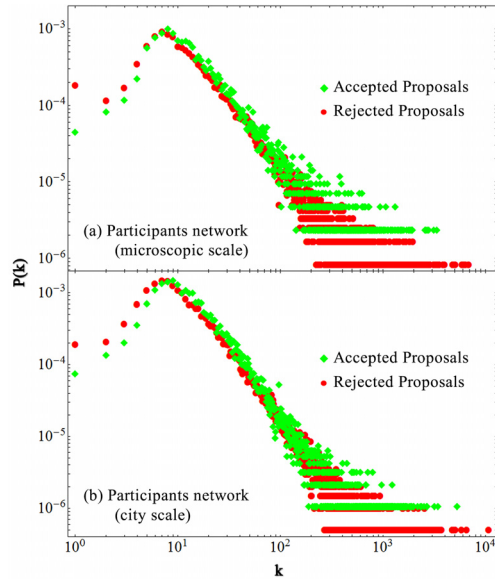 10⁻³
10⁻⁴
10⁻⁵
10⁻⁶
Accepted Proposals
Rejected Proposals
(a) Participants network
(microscopic scale)
P(k)
10⁻³
10⁻⁴
10⁻⁵
10⁻⁶
Accepted Proposals
Rejected Proposals
(b) Participants network
(city scale)
10⁰ 10¹ 10² 10³ 10⁴
k